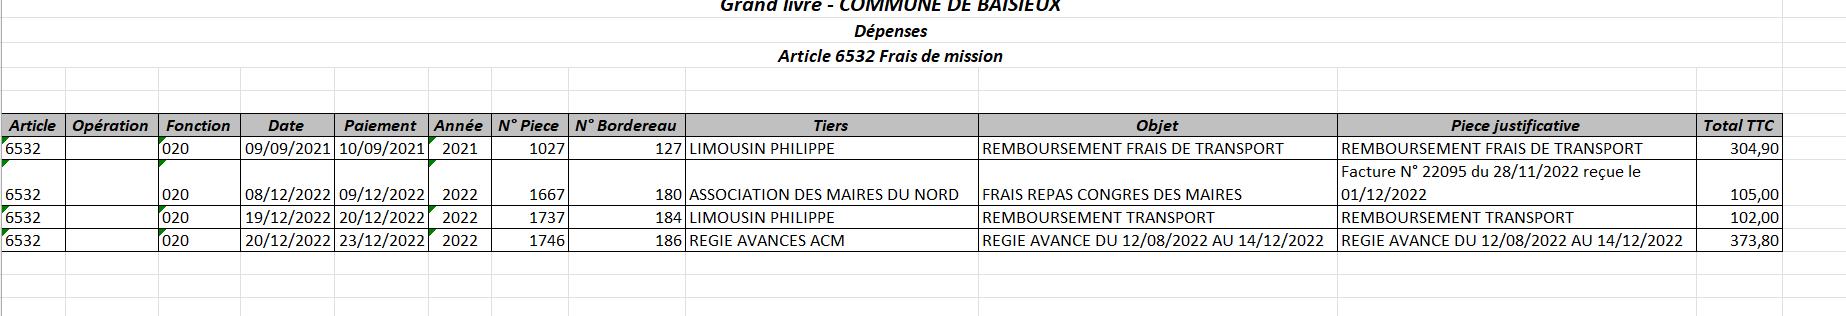 Grand livre - COMMUNE DE BAISIEUX
Dépenses
Article 6532 Frais de mission
Article Opération Fonction Date Paiement Année N° Piece N° Bordereau Tiers Objet Piece justificative Total TTC
6532 020 09/09/2021 10/09/2021 2021 1027 127 LIMOUSIN PHILIPPE REMBOURSEMENT FRAIS DE TRANSPORT REMBOURSEMENT FRAIS DE TRANSPORT 304,90
Facture N° 22095 du 28/11/2022 reçue le
6532 020 08/12/2022 09/12/2022 2022 1667 180 ASSOCIATION DES MAIRES DU NORD FRAIS REPAS CONGRES DES MAIRES 01/12/2022 105,00
6532 020 19/12/2022 20/12/2022 2022 1737 184 LIMOUSIN PHILIPPE REMBOURSEMENT TRANSPORT REMBOURSEMENT TRANSPORT 102,00
6532 020 20/12/2022 23/12/2022 2022 1746 186 REGIE AVANCES ACM REGIE AVANCE DU 12/08/2022 AU 14/12/2022 REGIE AVANCE DU 12/08/2022 AU 14/12/2022 373,80